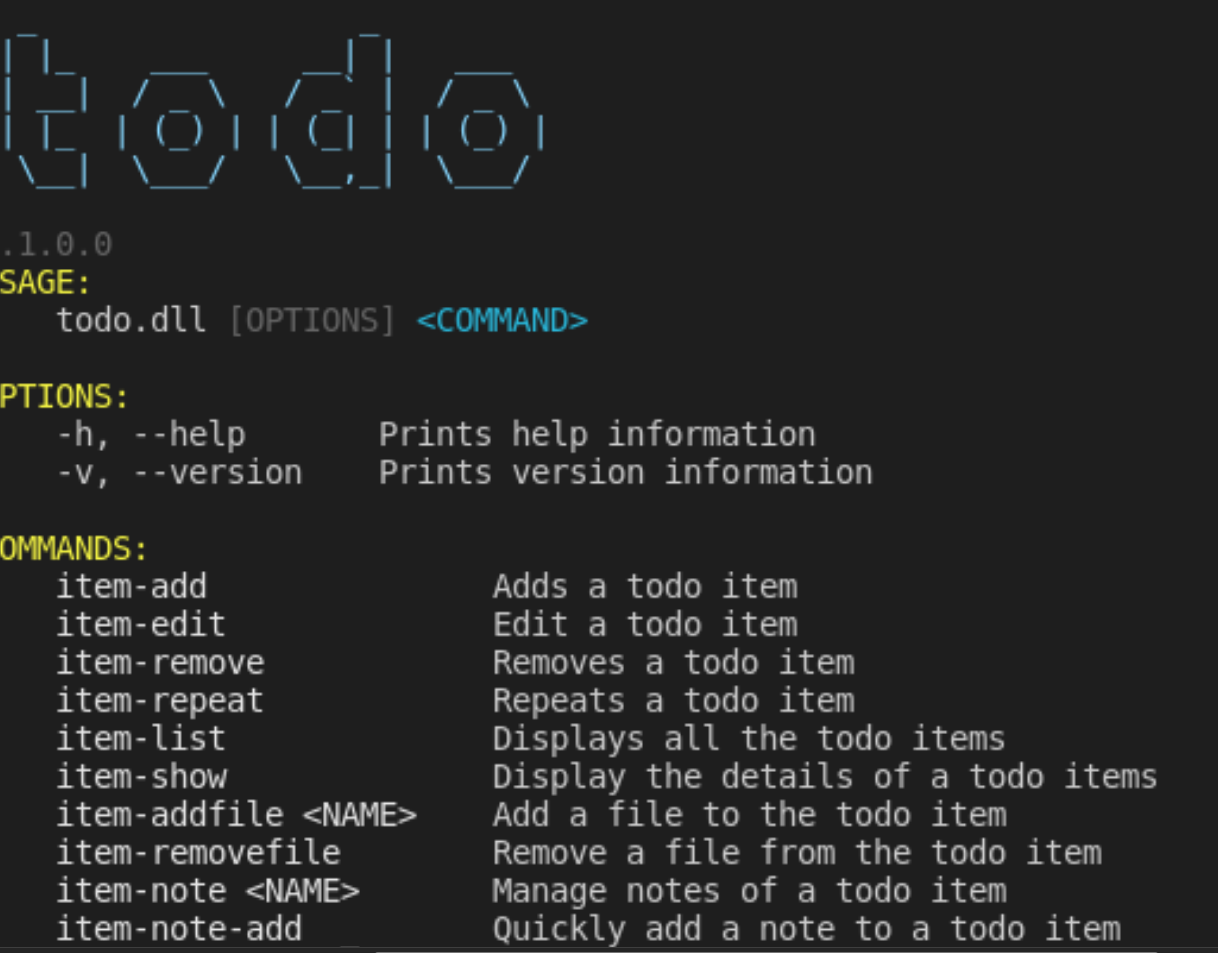 todo
.1.0.0
SAGE:
todo.dll [OPTIONS] <COMMAND>
PTIONS:
-h, --help Prints help information
-v, --version Prints version information
OMMANDS:
item-add Adds a todo item
item-edit Edit a todo item
item-remove Removes a todo item
item-repeat Repeats a todo item
item-list Displays all the todo items
item-show Display the details of a todo items
item-addfile <NAME> Add a file to the todo item
item-removefile Remove a file from the todo item
item-note <NAME> Manage notes of a todo item
item-note-add Quickly add a note to a todo item